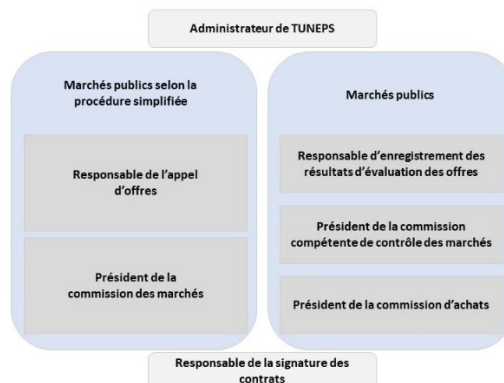 Administrateur de TUNEPS
Marchés publics selon la
procédure simplifiée
Responsable de l'appel
d'offres
Président de la
commission des marchés
Marchés publics
Responsable d'enregistrement des
résultats d'évaluation des offres
Président de la commission
compétente de contrôle des marchés
Président de la commission d'achats
Responsable de la signature des
contrats